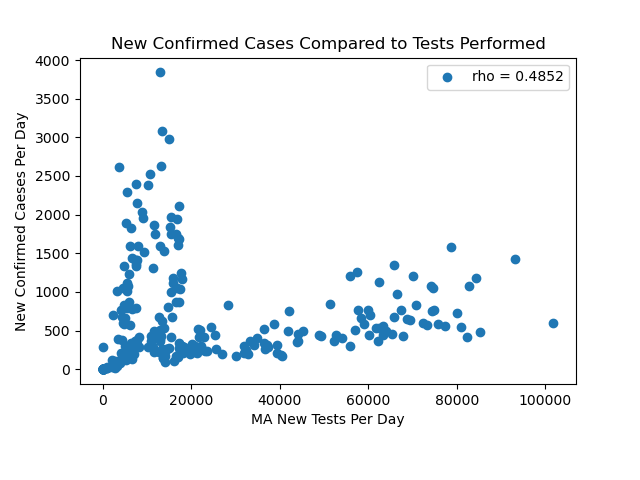 New Confirmed Cases Compared to Tests Performed
rho = 0.4852
New Confirmed Caeses Per Day
4000
3500
3000
2500
2000
1500
1000
500
0
0 20000 40000 60000 80000 100000
MA New Tests Per Day